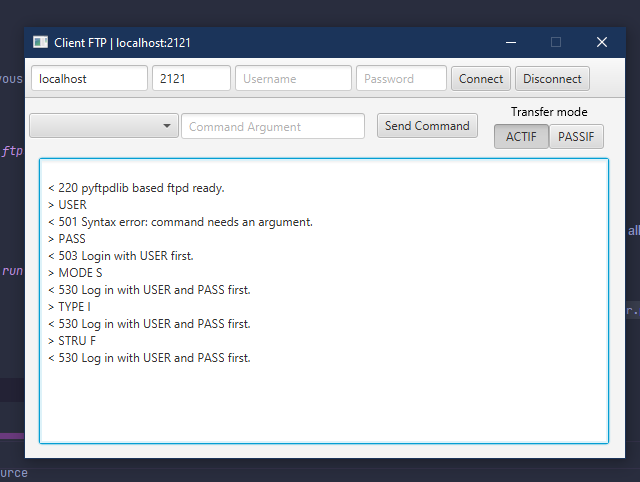 Client FTP | localhost:2121
localhost
2121
Username
Password
Connect
Disconnect
Command Argument
Send Command
Transfer mode
ACTIF
PASSIF
< 220 pyftpdlib based ftpd ready.
> USER
< 501 Syntax error: command needs an argument.
> PASS
< 503 Login with USER first.
> MODE S
< 530 Log in with USER and PASS first.
> TYPE I
< 530 Log in with USER and PASS first.
> STRU F
< 530 Log in with USER and PASS first.
vous
ftp
run
all
r.
urce